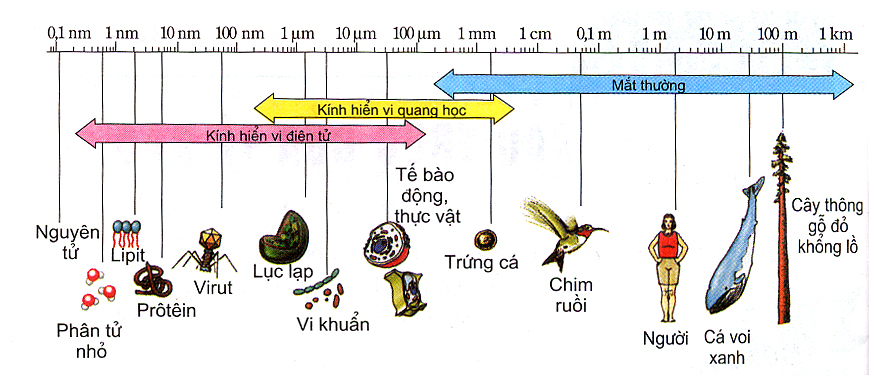 0,1 nm 1 nm 10 nm 100 nm 1 µm 10 µm 100 µm 1 mm 1 cm 0,1 m 1 m 10 m 100 m 1 km
Mắt thường
Kính hiển vi quang học
Kính hiển vi điện tử
Nguyên
tử
Phân tử
nhỏ
Lipit
Prôtêin
Virut
Lục lạp
Vi khuẩn
Tế bào
động,
thực vật
Trứng cá
Chim
ruồi
Người
Cá voi
xanh
Cây thông
gỗ đỏ
khổng lồ